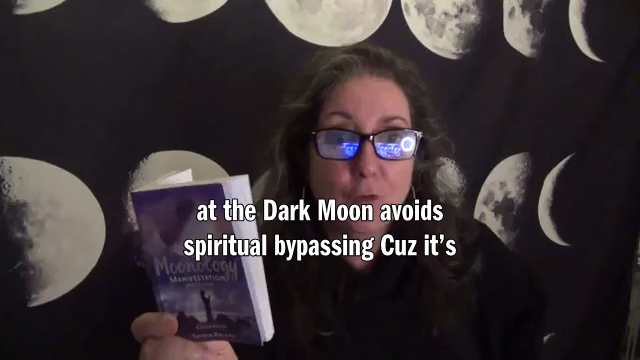 at the Dark Moon avoids
spiritual bypassing Cuz it's
Moonology
MANIFESTATION